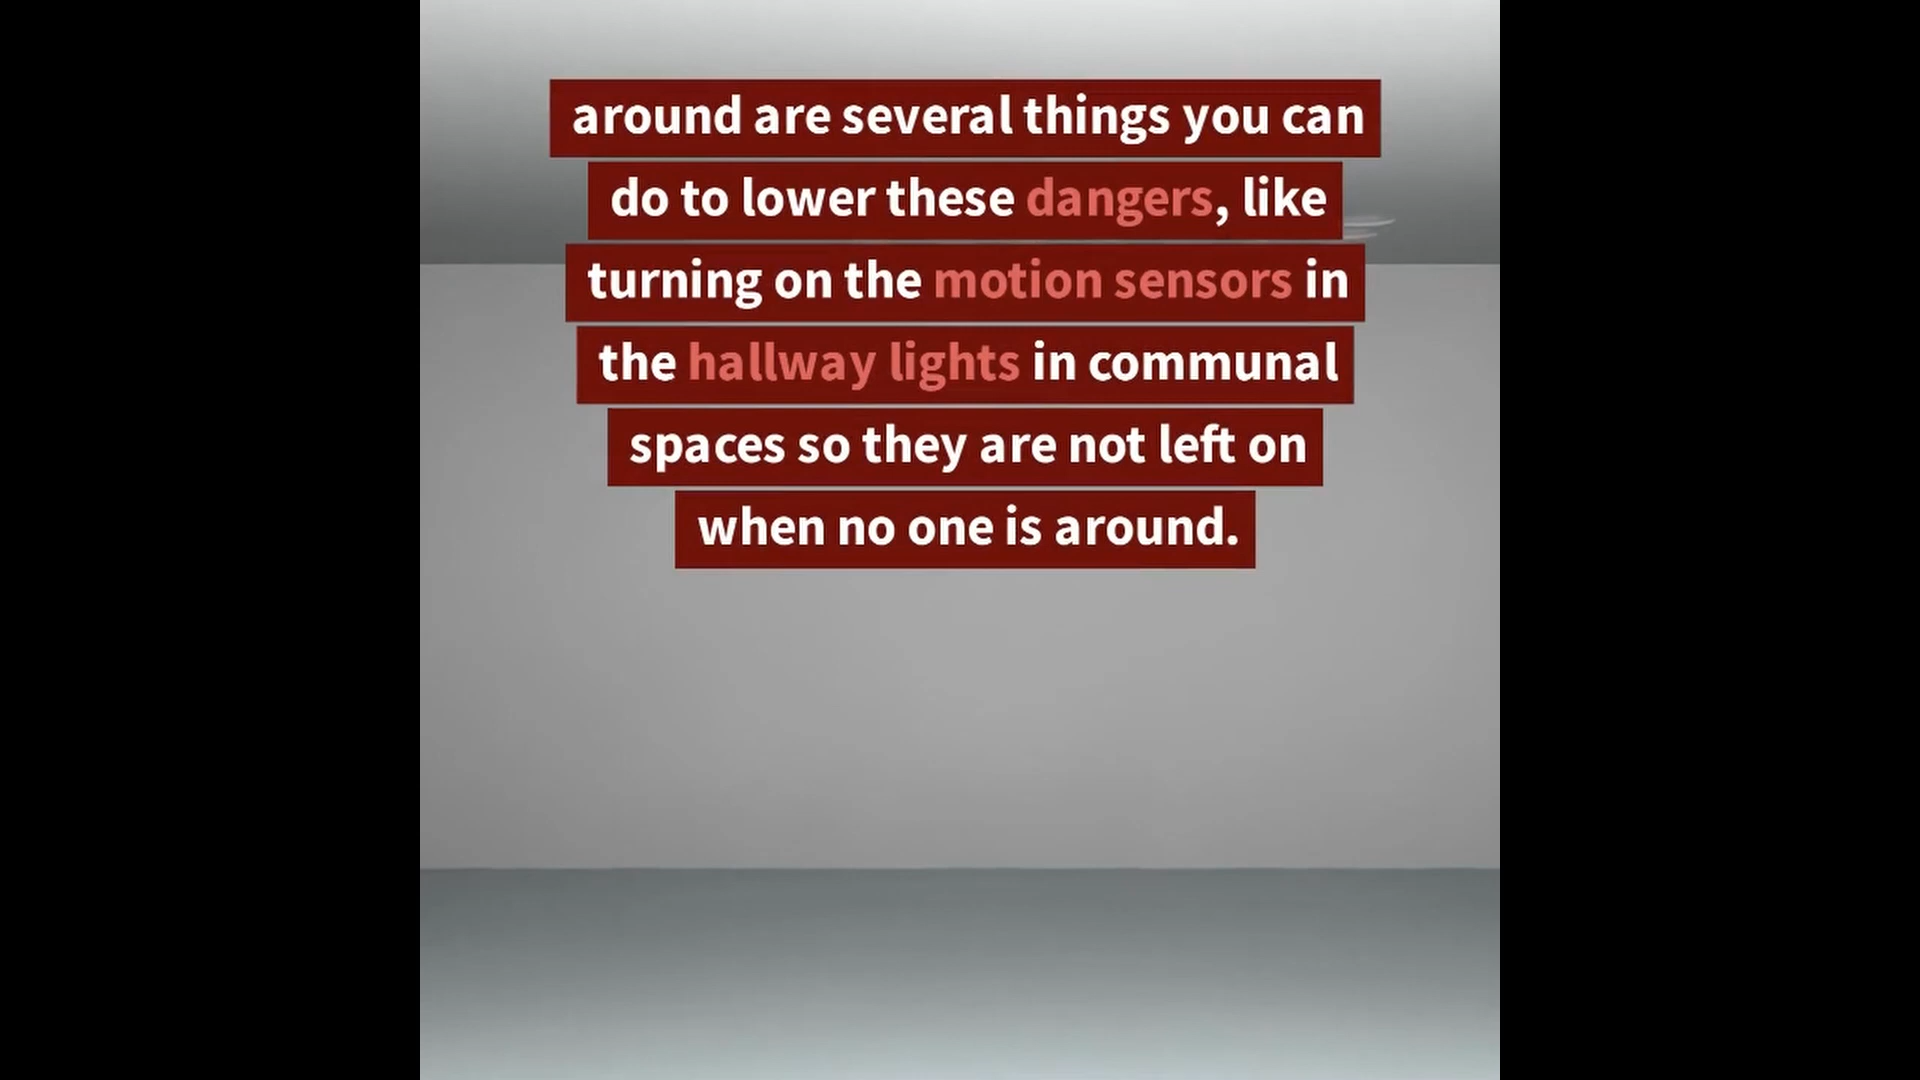 around are several things you can
do to lower these dangers, like
turning on the motion sensors in
the hallway lights in communal
spaces so they are not left on
when no one is around.